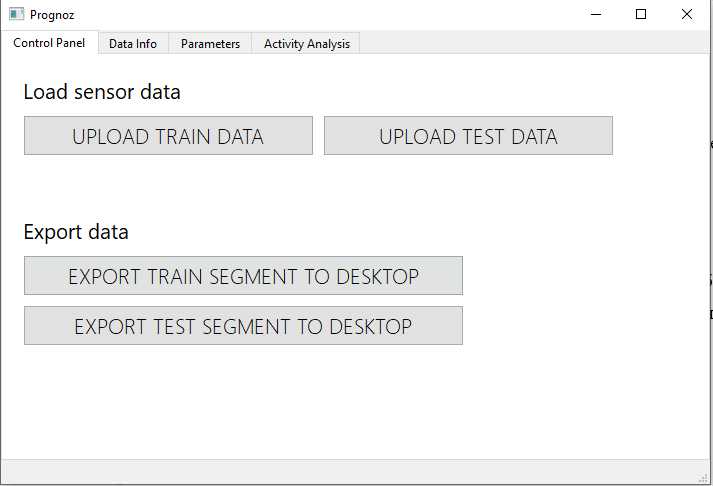 Prognoz
Control Panel Data Info Parameters Activity Analysis
Load sensor data
UPLOAD TRAIN DATA UPLOAD TEST DATA
Export data
EXPORT TRAIN SEGMENT TO DESKTOP
EXPORT TEST SEGMENT TO DESKTOP